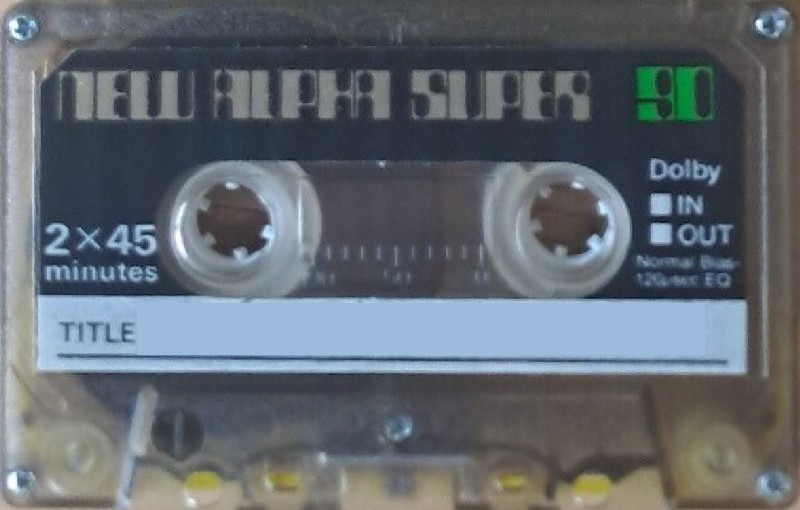 NEW ALPHA SUPER 90
Dolby
IN
OUT
2×45
minutes
Normal Bias
120μsec EQ
TITLE